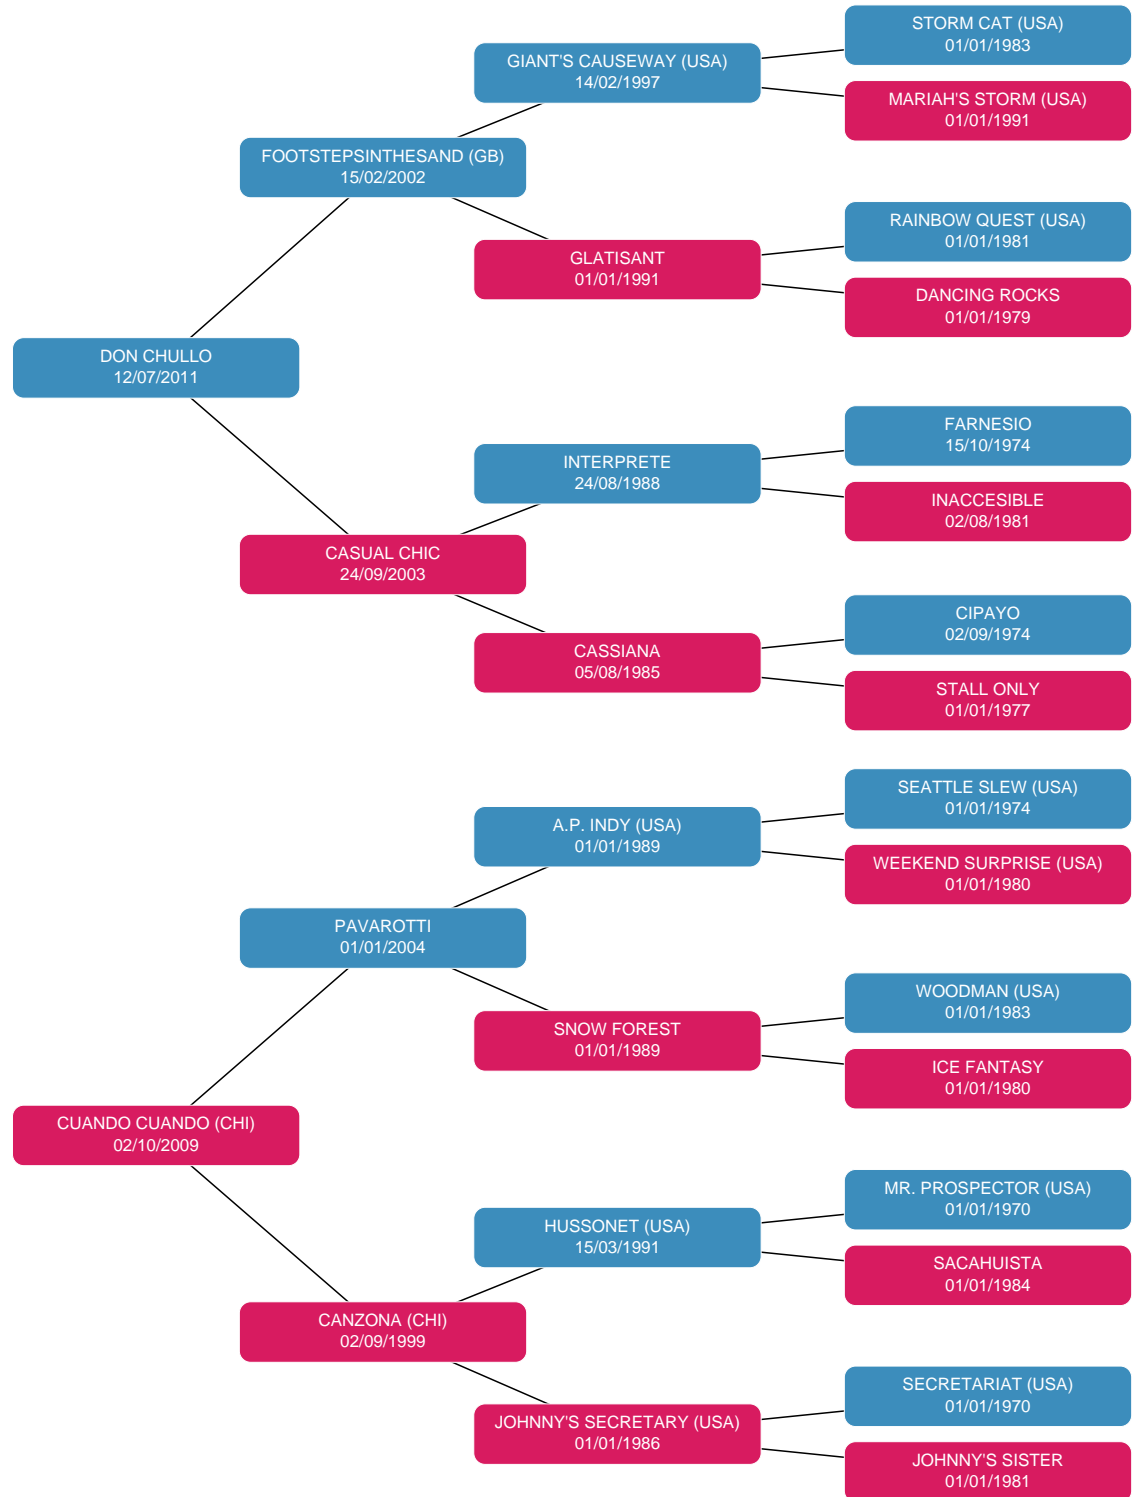 STORM CAT (USA)
01/01/1983
GIANT'S CAUSEWAY (USA)
14/02/1997
MARIAH'S STORM (USA)
01/01/1991
FOOTSTEPSINTHESAND (GB)
15/02/2002
RAINBOW QUEST (USA)
01/01/1981
GLATISANT
01/01/1991
DANCING ROCKS
01/01/1979
DON CHULLO
12/07/2011
FARNESIO
15/10/1974
INTERPRETE
24/08/1988
INACCESIBLE
02/08/1981
CASUAL CHIC
24/09/2003
CIPAYO
02/09/1974
CASSIANA
05/08/1985
STALL ONLY
01/01/1977
SEATTLE SLEW (USA)
01/01/1974
A.P. INDY (USA)
01/01/1989
WEEKEND SURPRISE (USA)
01/01/1980
PAVAROTTI
01/01/2004
WOODMAN (USA)
01/01/1983
SNOW FOREST
01/01/1989
ICE FANTASY
01/01/1980
CUANDO CUANDO (CHI)
02/10/2009
MR. PROSPECTOR (USA)
01/01/1970
HUSSONET (USA)
15/03/1991
SACAHUISTA
01/01/1984
CANZONA (CHI)
02/09/1999
SECRETARIAT (USA)
01/01/1970
JOHNNY'S SECRETARY (USA)
01/01/1986
JOHNNY'S SISTER
01/01/1981